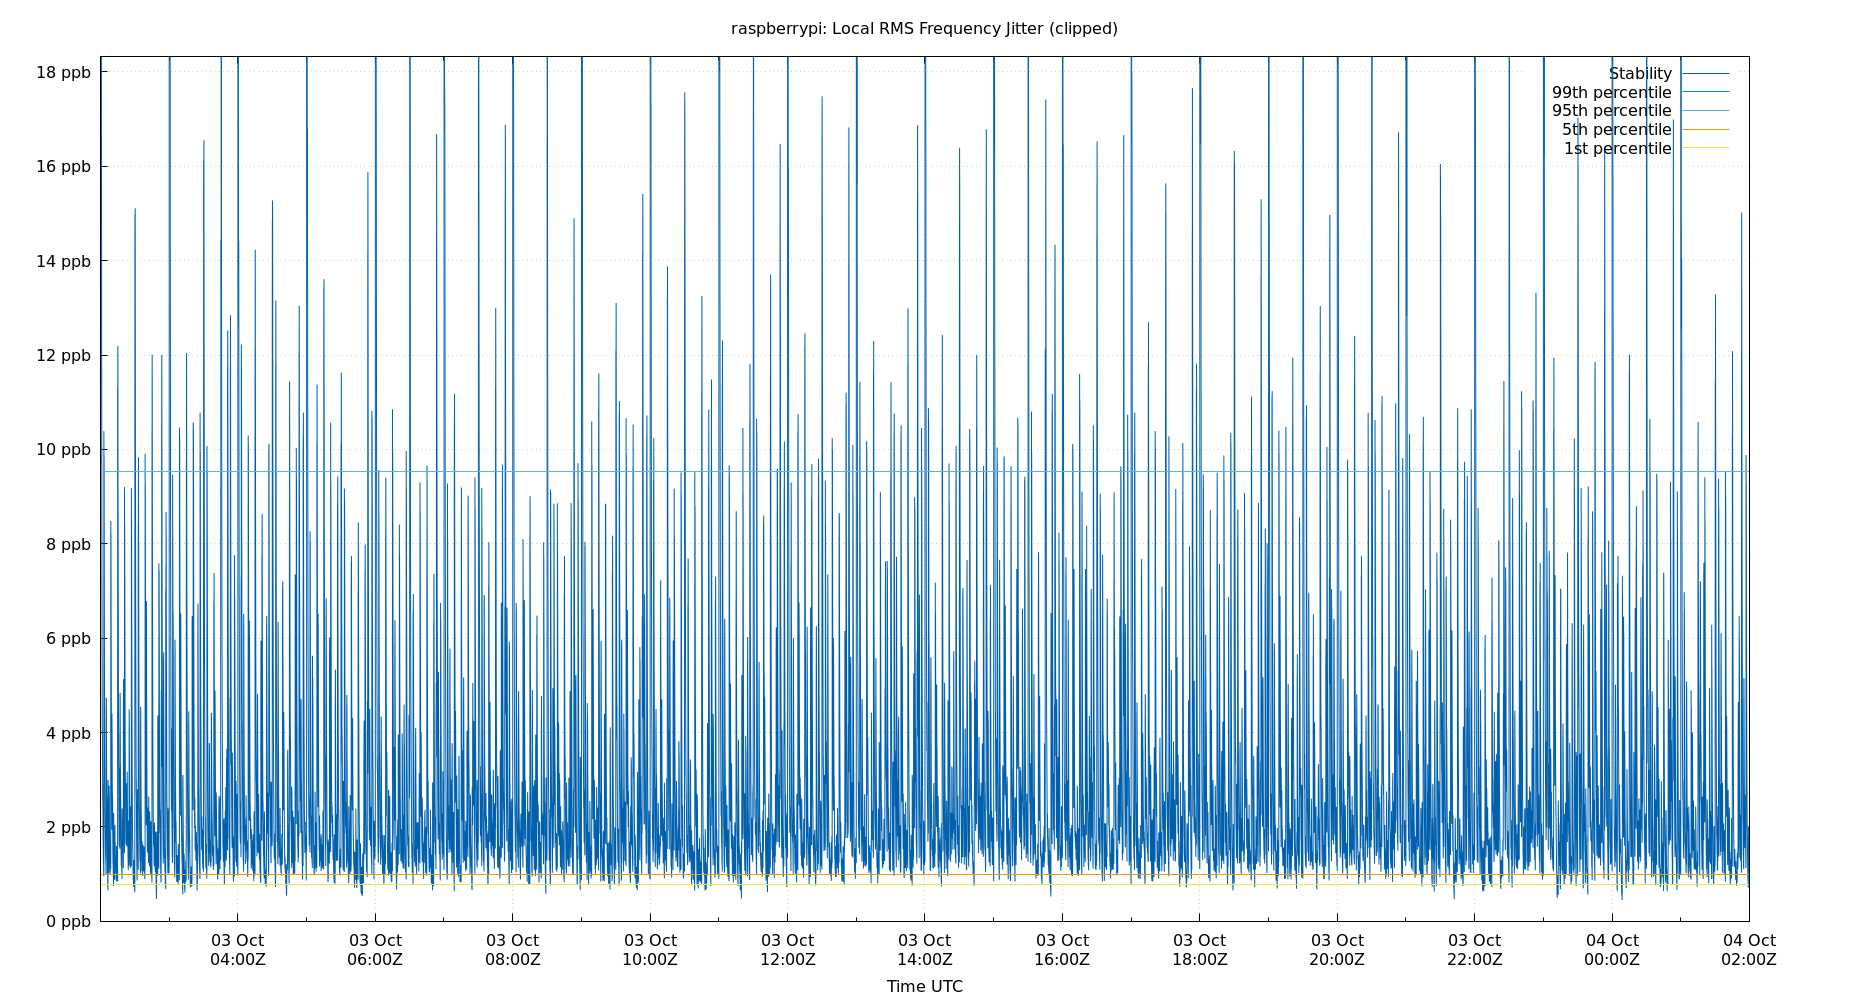 raspberrypi: Local RMS Frequency Jitter (clipped)
18 ppb
16 ppb
14 ppb
12 ppb
10 ppb
8 ppb
6 ppb
4 ppb
2 ppb
0 ppb
Stability
99th percentile
95th percentile
5th percentile
1st percentile
03 Oct 03 Oct 03 Oct 03 Oct 03 Oct 03 Oct 03 Oct 03 Oct 03 Oct 03 Oct 04 Oct 04 Oct
04:00Z 06:00Z 08:00Z 10:00Z 12:00Z 14:00Z 16:00Z 18:00Z 20:00Z 22:00Z 00:00Z 02:00Z
Time UTC